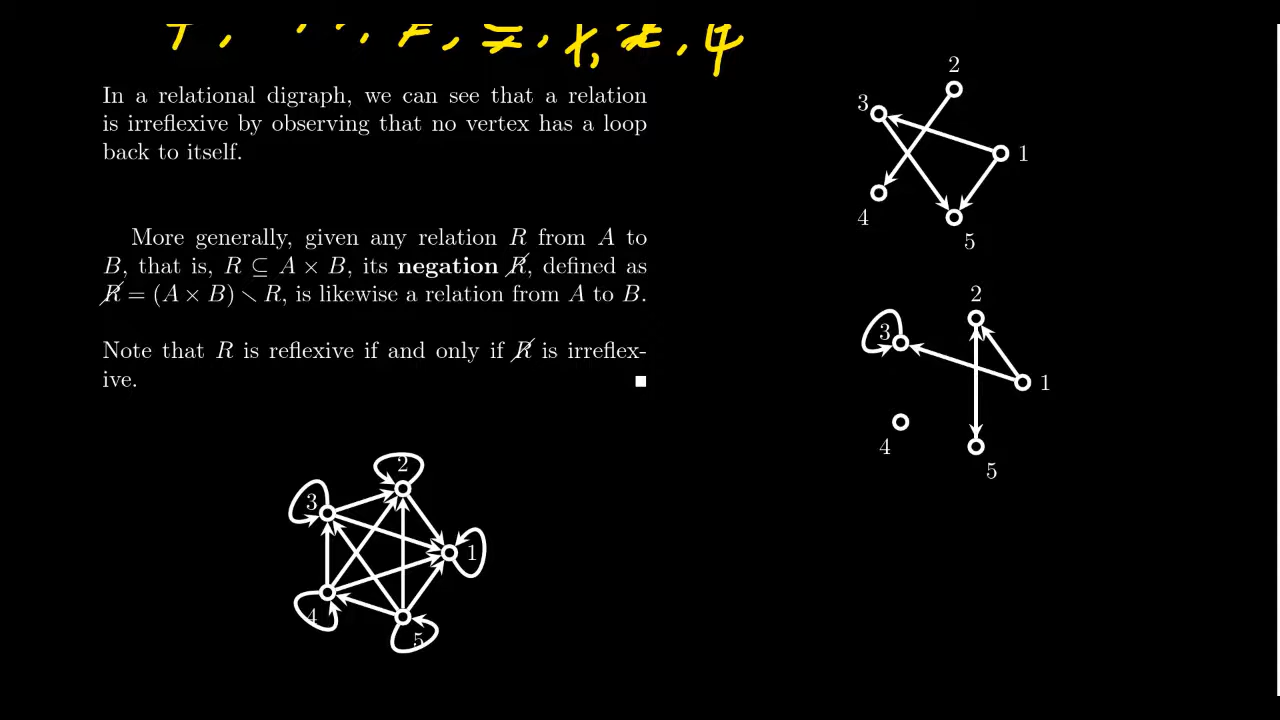 In a relational digraph, we can see that a relation
is irreflexive by observing that no vertex has a loop
back to itself.
More generally, given any relation R from A to
B, that is, R ⊆ A × B, its negation R̸, defined as
R̸ = (A × B) ∖ R, is likewise a relation from A to B.
Note that R is reflexive if and only if R̸ is irreflex-
ive.
2
3
1
4
5
2
3
1
4
5
2
3
1
4
5